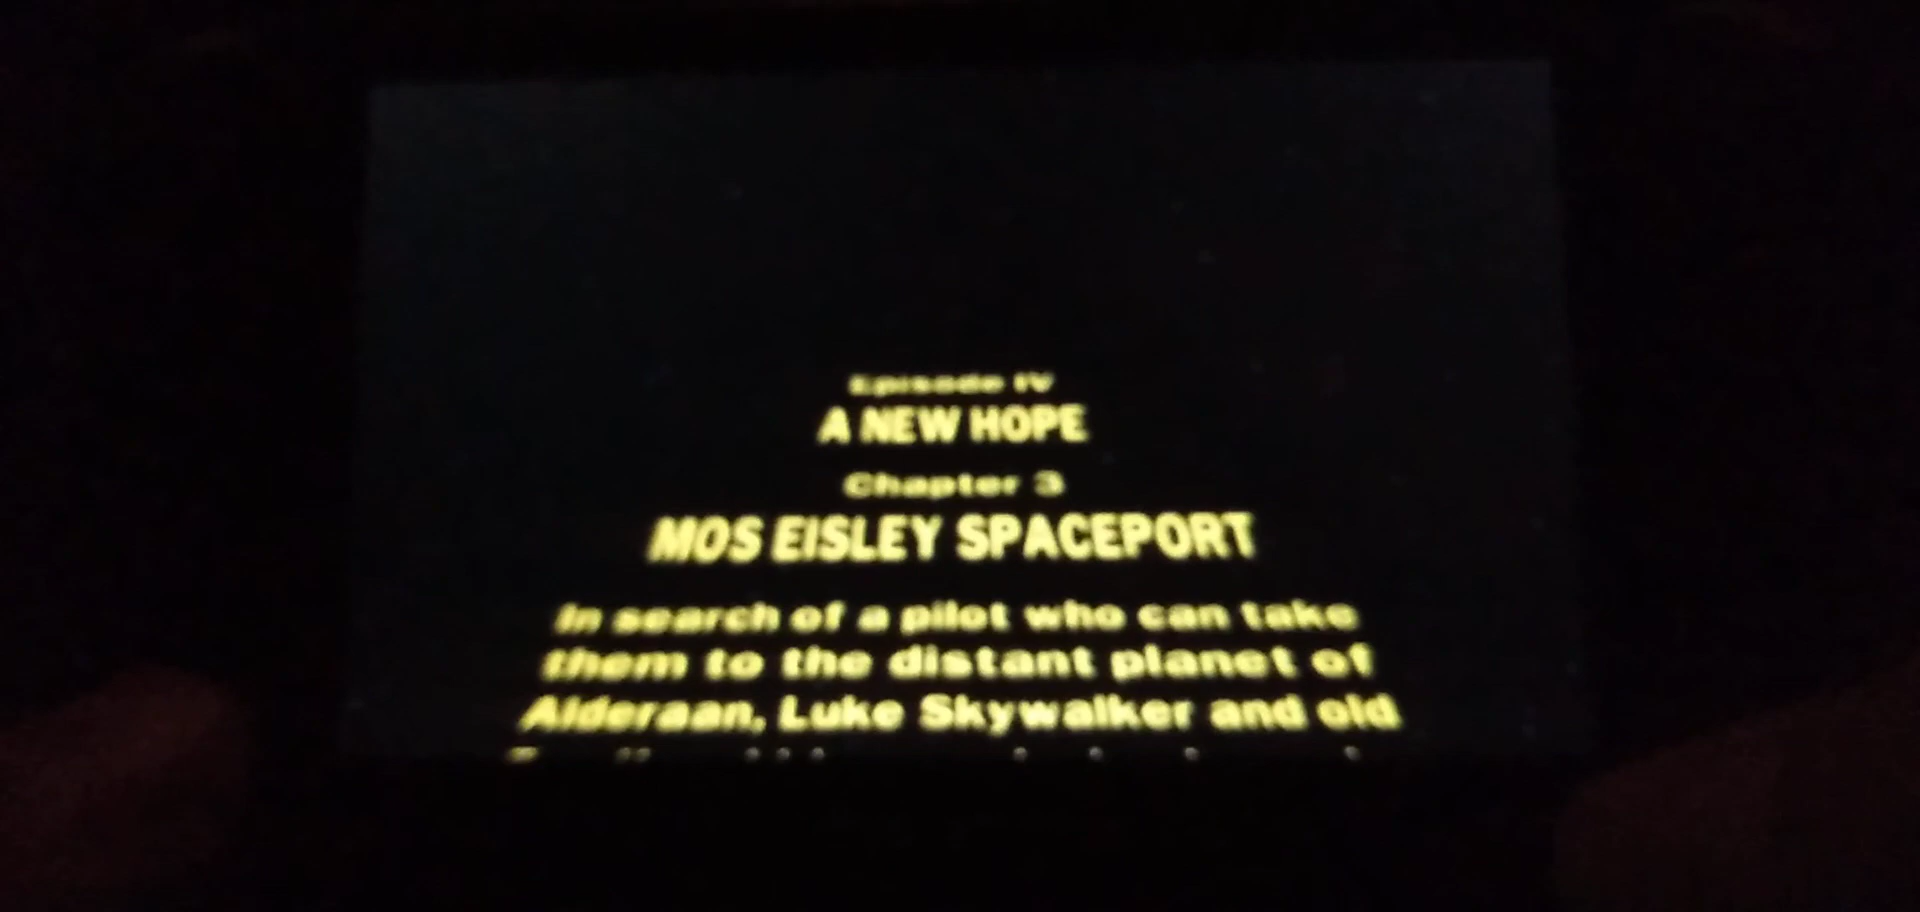 Episode IV
A NEW HOPE
Chapter 3
MOS EISLEY SPACEPORT
In search of a pilot who can take
them to the distant planet of
Alderaan, Luke Skywalker and old